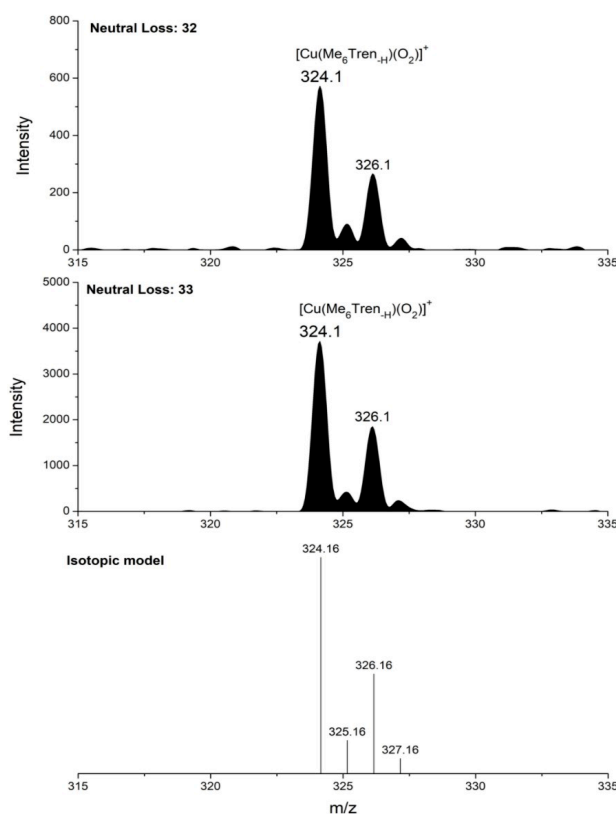 Neutral Loss: 32
[Cu(Me₆Tren₋H)(O₂)]⁺
324.1
326.1
Intensity
800
600
400
200
0
315 320 325 330 335
Neutral Loss: 33
[Cu(Me₆Tren₋H)(O₂)]⁺
324.1
326.1
Intensity
5000
4000
3000
2000
1000
0
315 320 325 330 335
Isotopic model
324.16
326.16
325.16
327.16
315 320 325 330 335
m/z